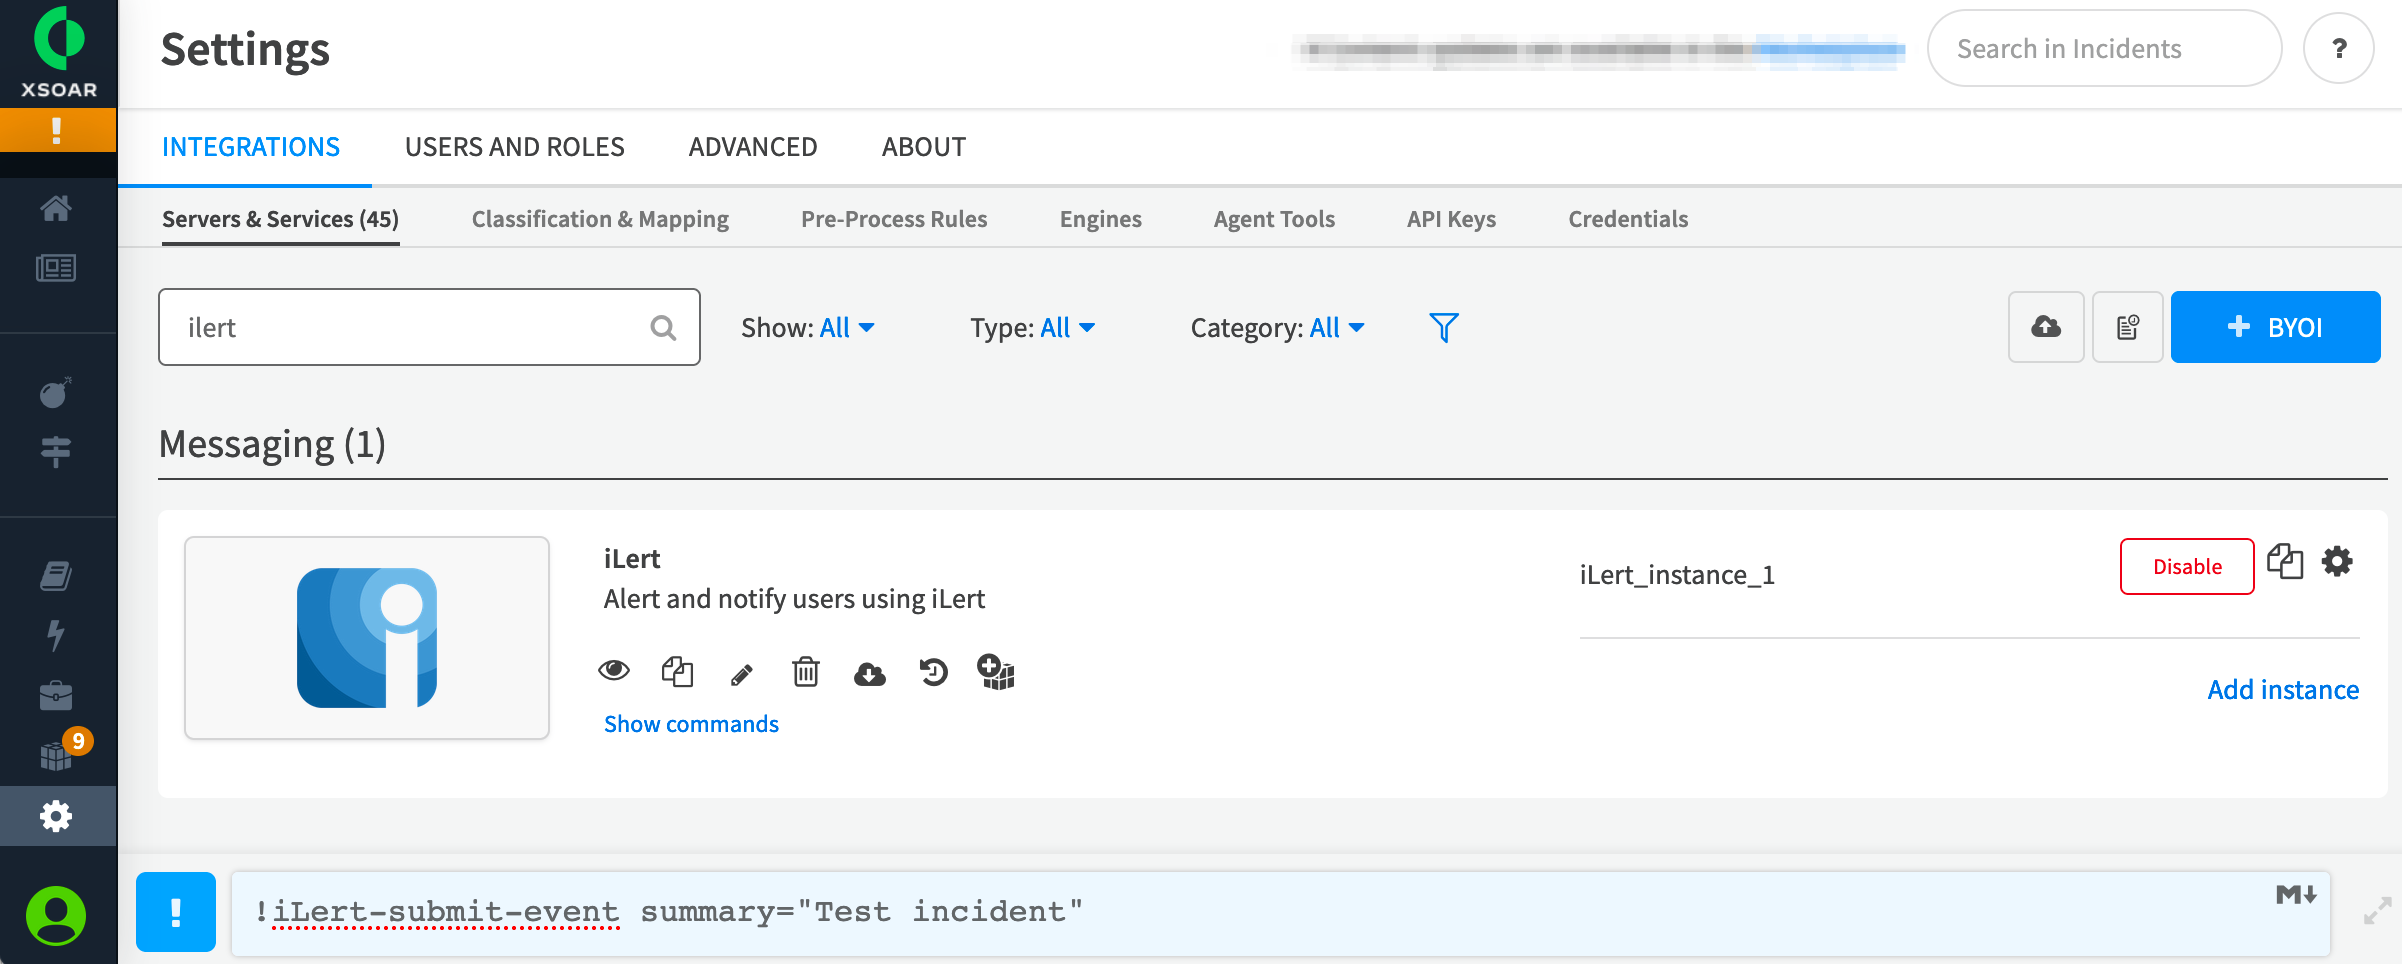 XSOAR
!
9
Settings
Search in Incidents
?
INTEGRATIONS USERS AND ROLES ADVANCED ABOUT
Servers & Services (45) Classification & Mapping Pre-Process Rules Engines Agent Tools API Keys Credentials
ilert Show: All Type: All Category: All + BYOI
Messaging (1)
iLert
Alert and notify users using iLert
Show commands
iLert_instance_1 Disable
Add instance
! !iLert-submit-event summary="Test incident" M↓